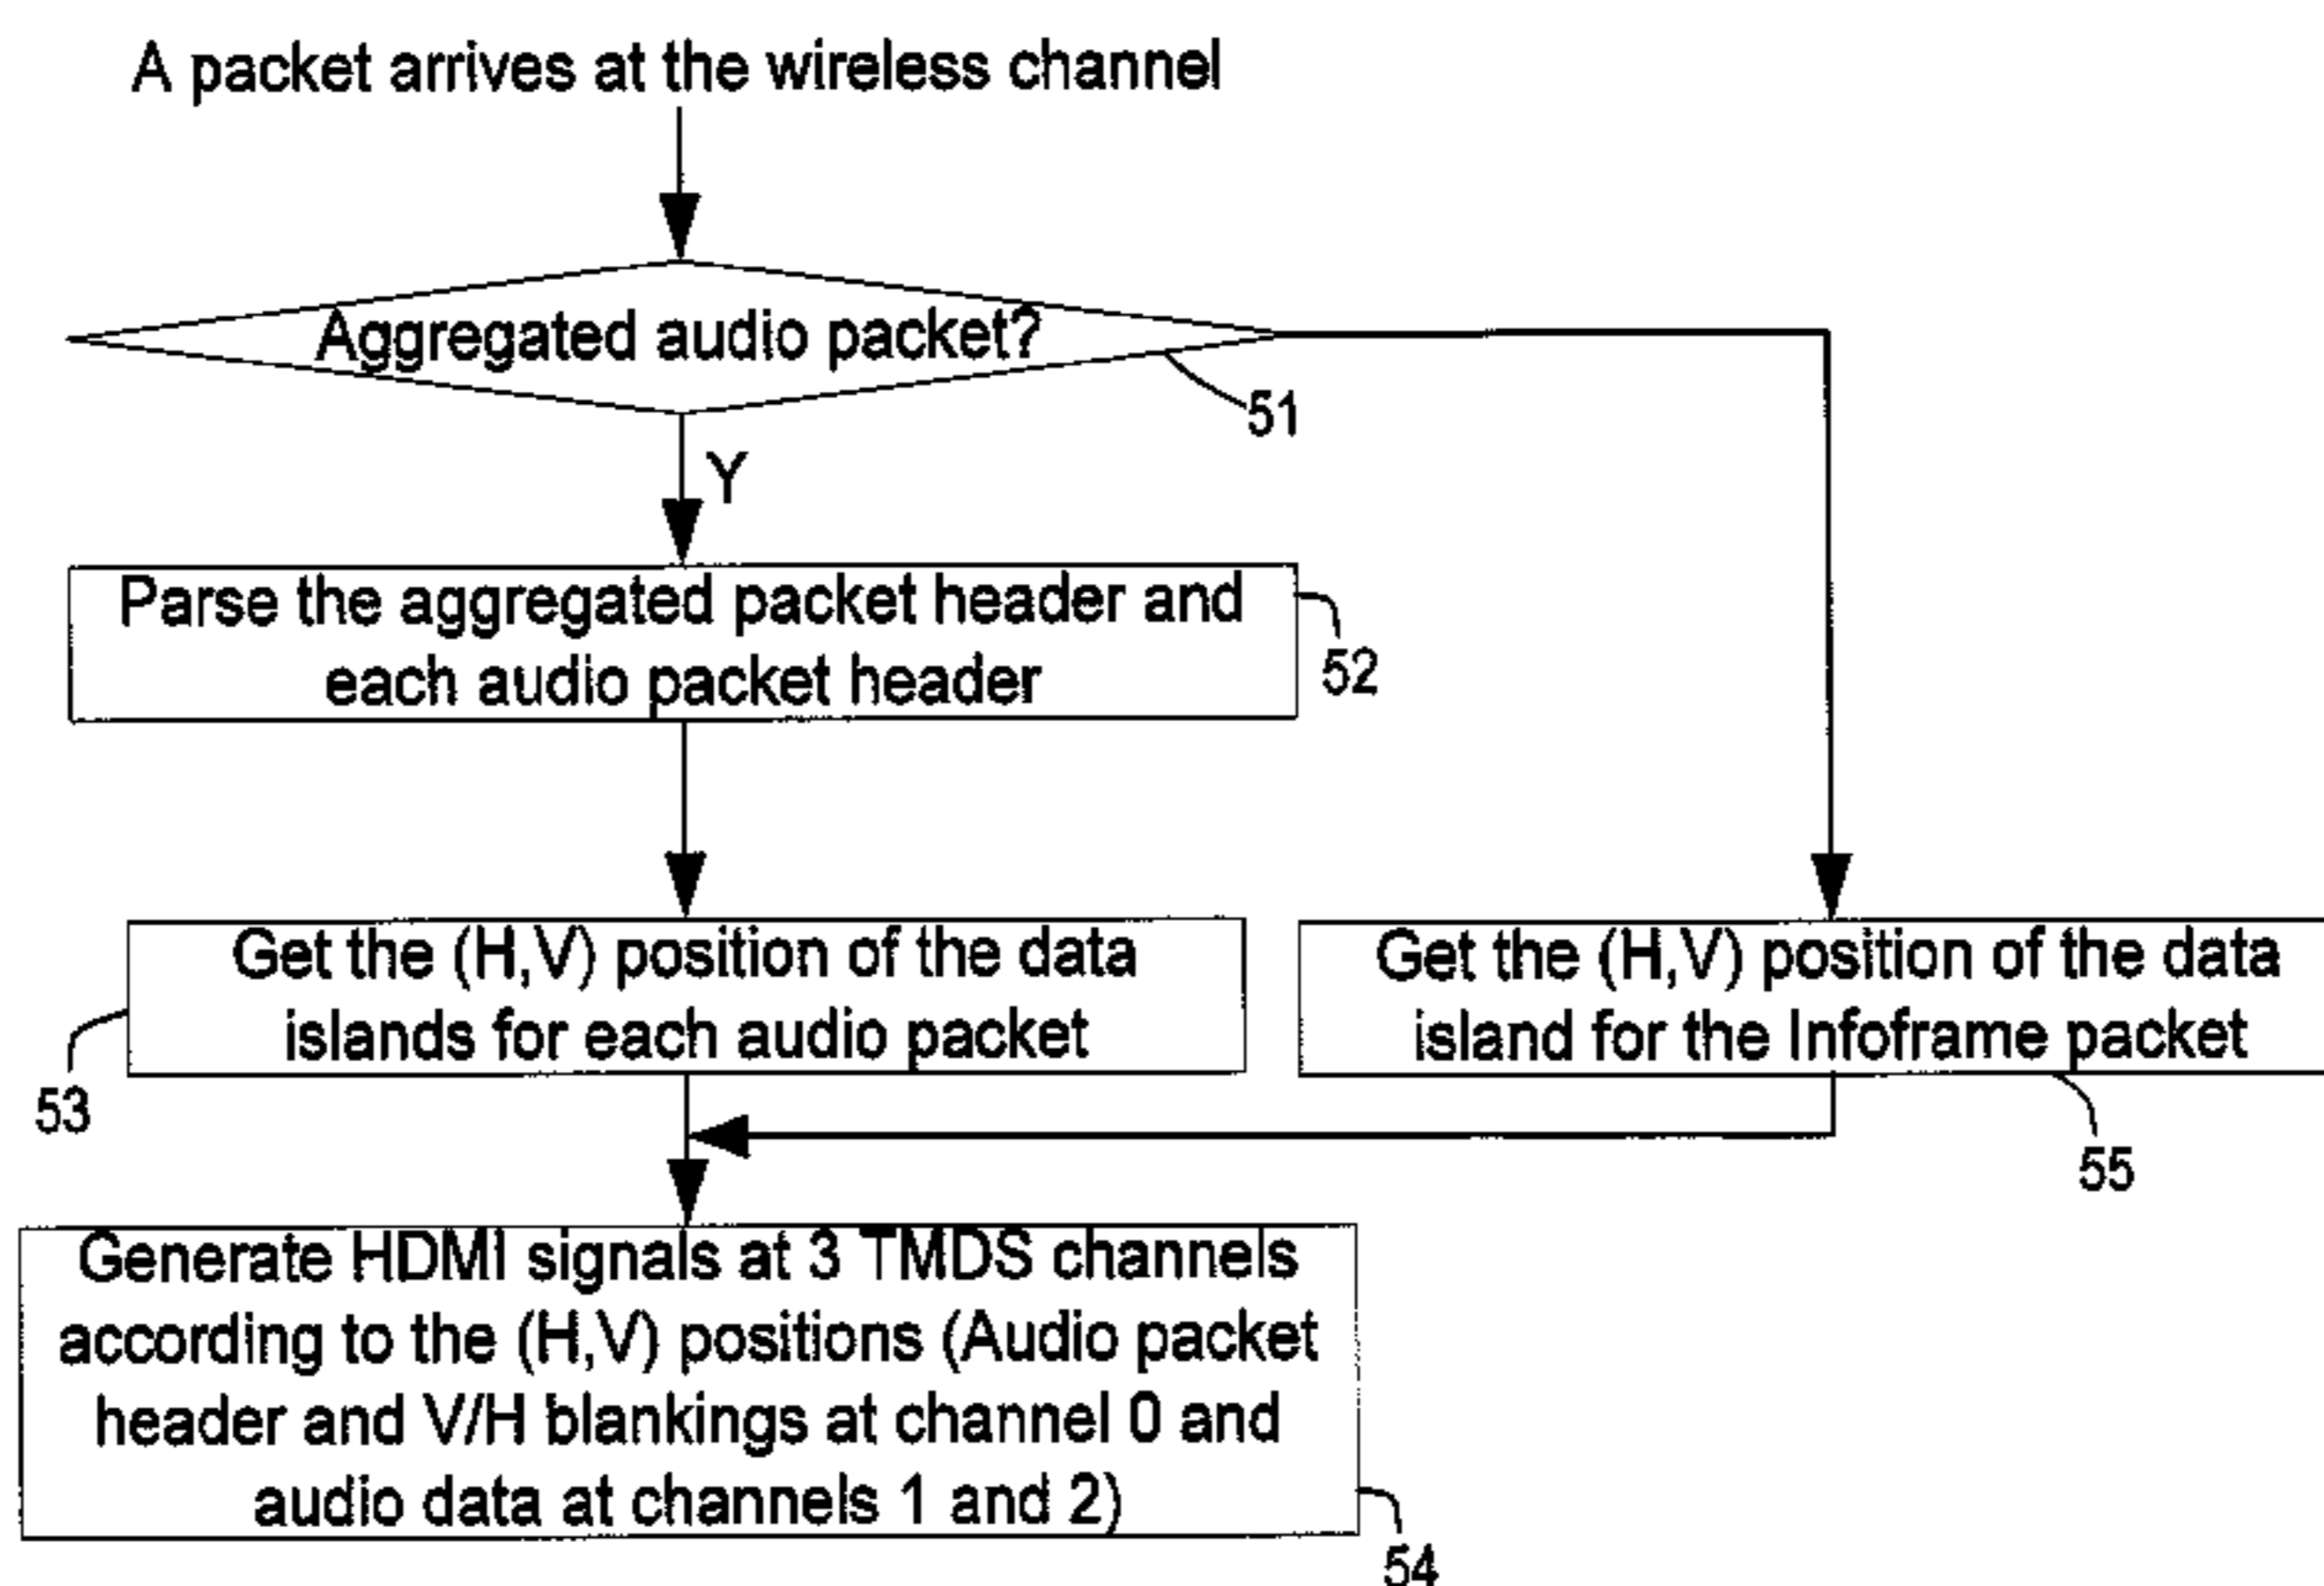 A packet arrives at the wireless channel
Aggregated audio packet?
51
Y
Parse the aggregated packet header and
each audio packet header
52
Get the (H,V) position of the data
islands for each audio packet
53
Get the (H,V) position of the data
island for the Infoframe packet
55
Generate HDMI signals at 3 TMDS channels
according to the (H,V) positions (Audio packet
header and V/H blankings at channel 0 and
audio data at channels 1 and 2)
54